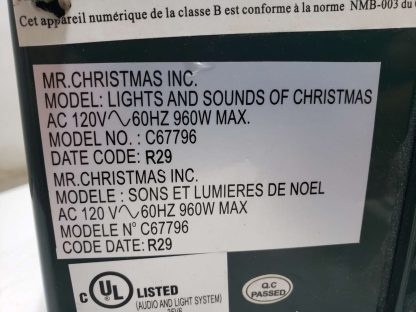 Cet appareil numérique de la classe B est conforme à la norme NMB-003 du
MR.CHRISTMAS INC.
MODEL: LIGHTS AND SOUNDS OF CHRISTMAS
AC 120V∿60HZ 960W MAX.
MODEL NO. : C67796
DATE CODE: R29
MR.CHRISTMAS INC.
MODELE : SONS ET LUMIERES DE NOEL
AC 120 V∿60HZ 960W MAX
MODELE N° C67796
CODE DATE: R29
C UL LISTED
(AUDIO AND LIGHT SYSTEM)
Q.C
PASSED